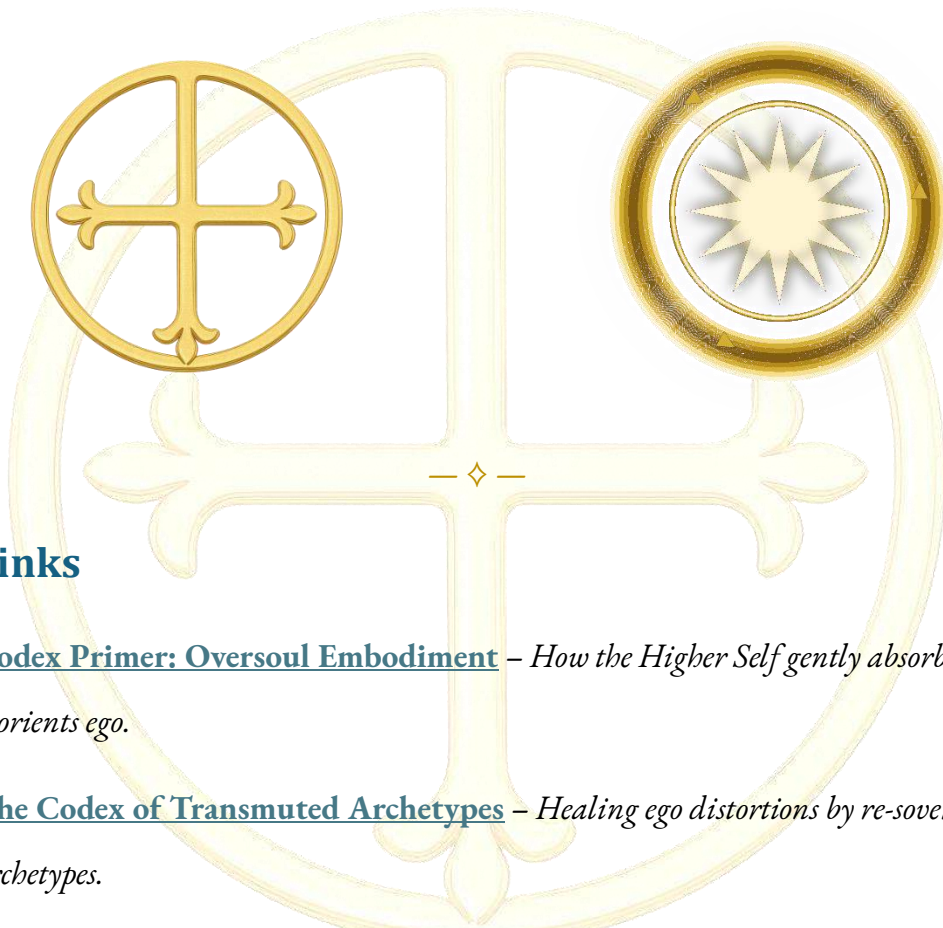 — ✧ —
inks
odex Primer: Oversoul Embodiment – How the Higher Self gently absorb
orients ego.
he Codex of Transmuted Archetypes – Healing ego distortions by re-sover
rchetypes.